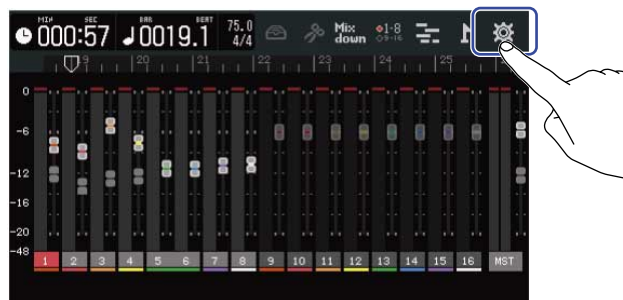 MIN SEC BAR BEAT
000:57 0019.1 75.0 4/4 Mix down 1-8 9-16
19 20 21 22 23 24 25
0
-6
-12
-16
-20
-48
1 2 3 4 5 6 7 8 9 10 11 12 13 14 15 16 MST